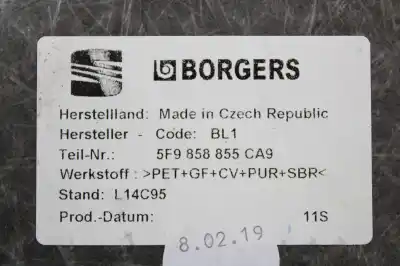 BORGERS
Herstellland: Made in Czech Republic
Hersteller - Code: BL1
Teil-Nr.: 5F9 858 855 CA9
Werkstoff : >PET+GF+CV+PUR+SBR<
Stand: L14C95
Prod.-Datum: 11S
8.02.19